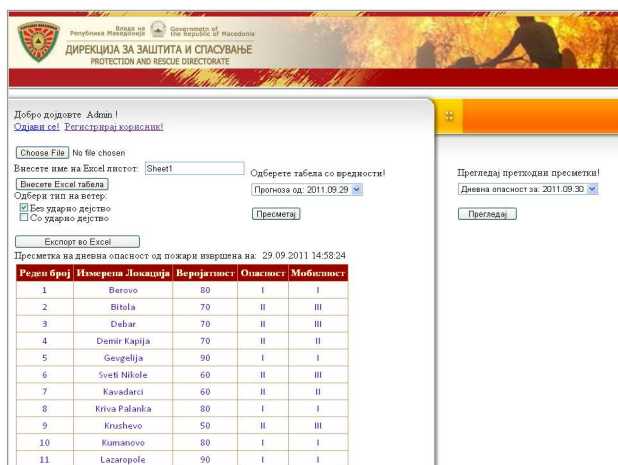 Влада на Република Македонија Government of the Republic of Macedonia
ДИРЕКЦИЈА ЗА ЗАШТИТА И СПАСУВАЊЕ
PROTECTION AND RESCUE DIRECTORATE
Добро дојдовте Admin !
Одјави се! Регистрирај корисник!
Choose File No file chosen
Внесете име на Excel листот: Sheet1
Внесете Excel табела
Одбери тип на ветер:
Без ударно дејство
Со ударно дејство
Одберете табела со вредности!
Прогноза од: 2011.09.29
Пресметај
Прегледај претходни пресметки!
Дневна опасност за: 2011.09.30
Прегледај
Експорт во Excel
Пресметка на дневна опасност од пожари извршена на: 29.09.2011 14:58:24
Реден број Измерена Локација Веројатност Опасност Мобилност
1 Berovo 80 I I
2 Bitola 70 II III
3 Debar 70 II III
4 Demir Kapija 70 II II
5 Gevgelija 90 I I
6 Sveti Nikole 60 II III
7 Kavadarci 60 II II
8 Kriva Palanka 80 I I
9 Krushevo 50 II III
10 Kumanovo 80 I I
11 Lazaropole 90 I I